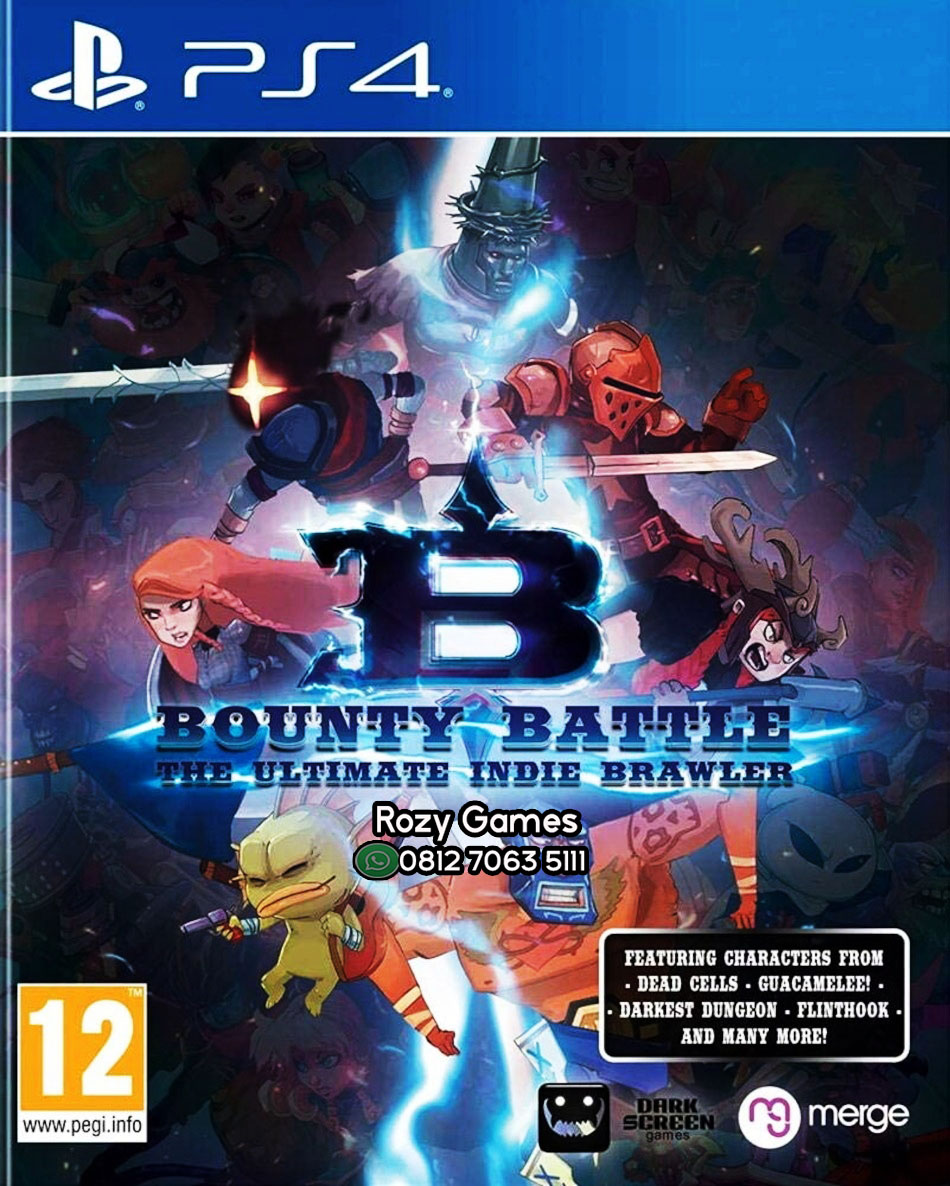 PS4
B
BOUNTY BATTLE
THE ULTIMATE INDIE BRAWLER
Rozy Games
0812 7063 5111
FEATURING CHARACTERS FROM
· DEAD CELLS · GUACAMELEE! ·
· DARKEST DUNGEON · FLINTHOOK ·
AND MANY MORE!
12
TM
www.pegi.info
DARK
SCREEN
games
merge